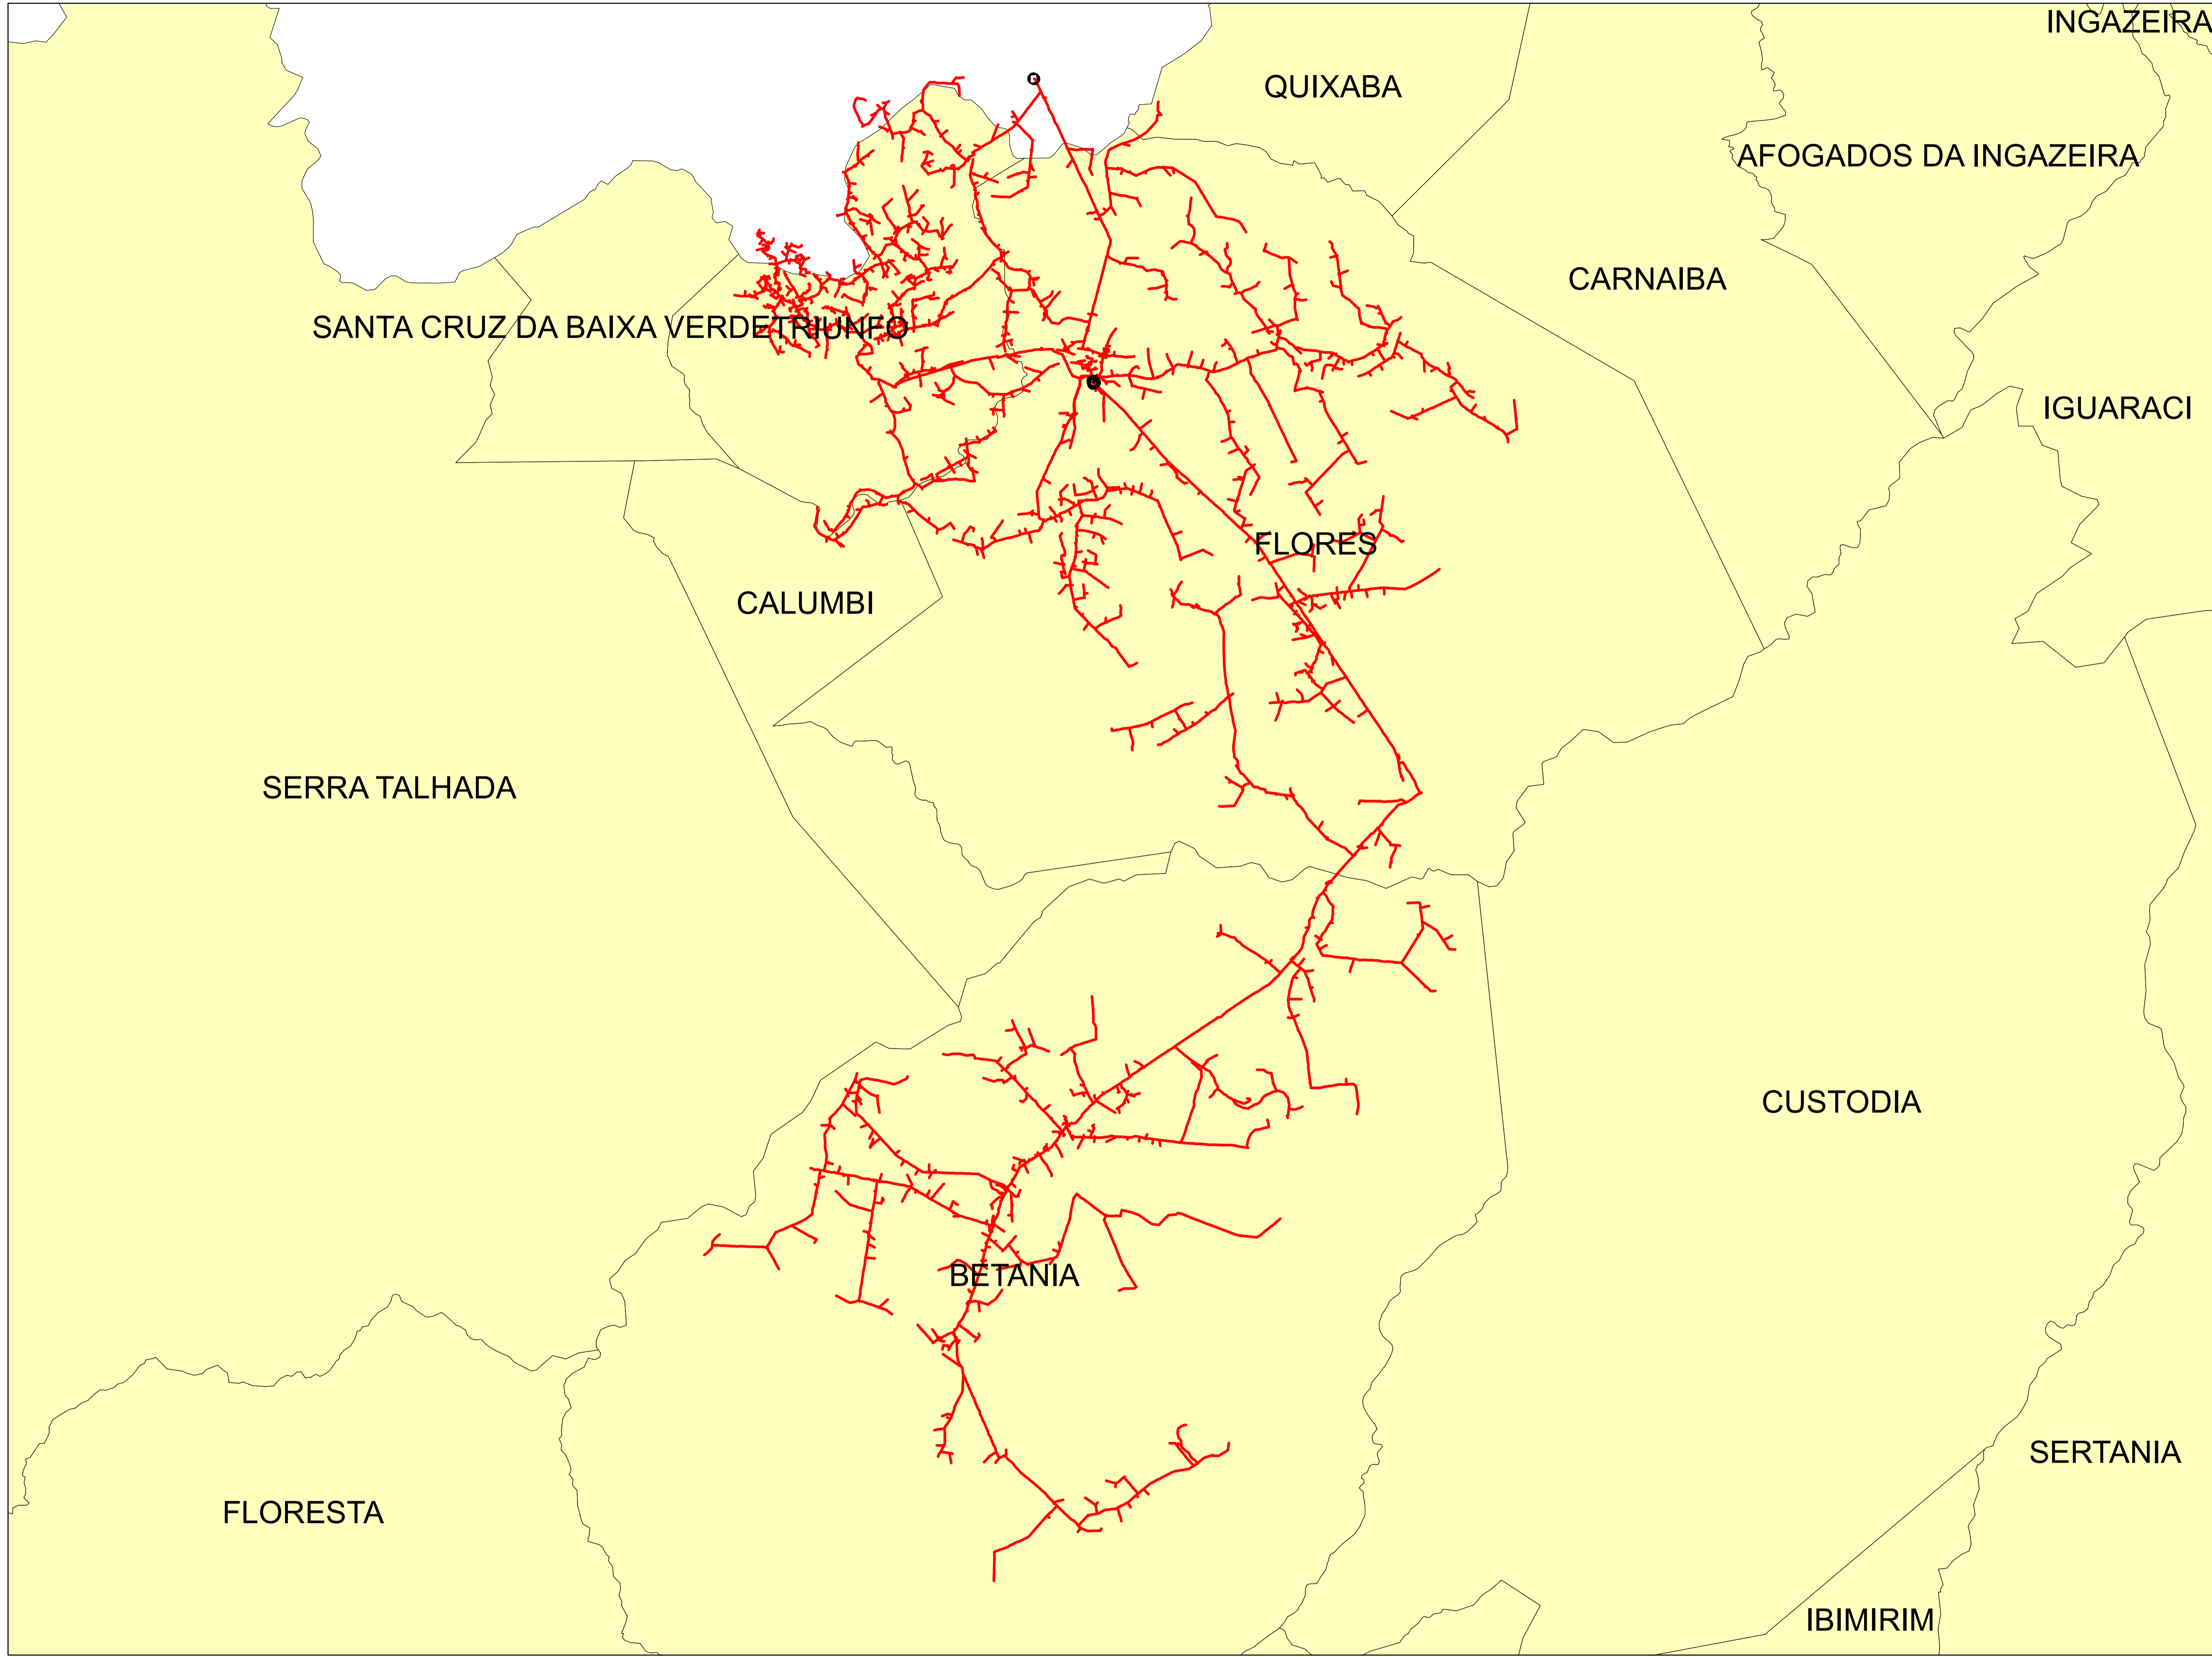 INGAZEIRA
QUIXABA
AFOGADOS DA INGAZEIRA
CARNAIBA
SANTA CRUZ DA BAIXA VERDE
TRIUNFO
IGUARACI
FLORES
CALUMBI
SERRA TALHADA
CUSTODIA
BETANIA
SERTANIA
FLORESTA
IBIMIRIM